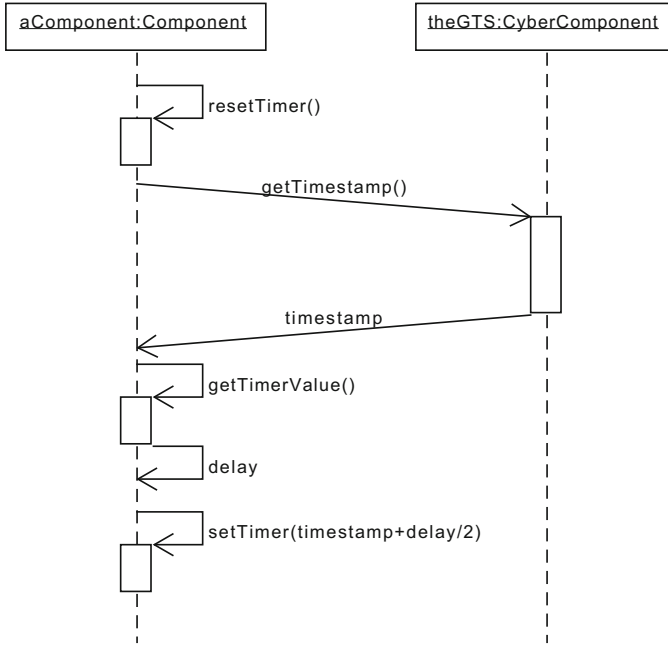 aComponent:Component
theGTS:CyberComponent
resetTimer()
getTimestamp()
timestamp
getTimerValue()
delay
setTimer(timestamp+delay/2)